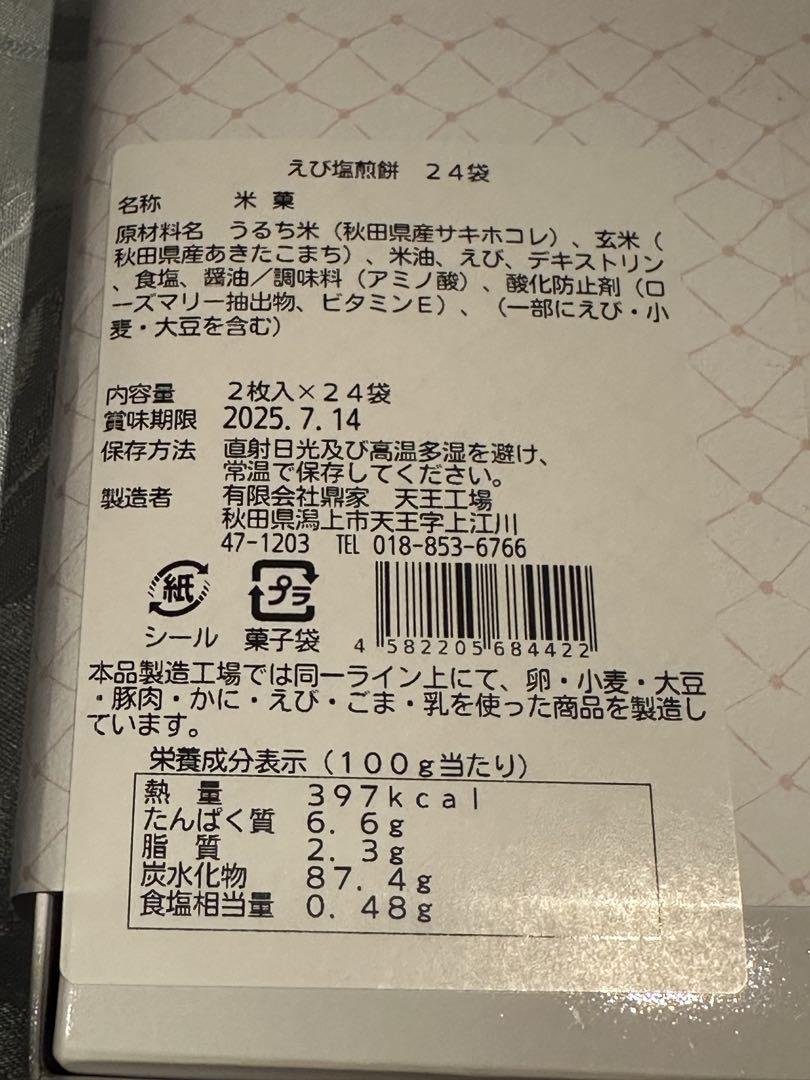 えび塩煎餅 24袋
名称 米菓
原材料名 うるち米（秋田県産サキホコレ）、玄米（
秋田県産あきたこまち）、米油、えび、デキストリン
、食塩、醤油／調味料（アミノ酸）、酸化防止剤（ロ
ーズマリー抽出物、ビタミンE）、（一部にえび・小
麦・大豆を含む）
内容量 2枚入×24袋
賞味期限 2025.7.14
保存方法 直射日光及び高温多湿を避け、
常温で保存してください。
製造者 有限会社鼎家 天王工場
秋田県潟上市天王字上江川
47-1203 TEL 018-853-6766
紙 プラ
シール 菓子袋
4 582205 684422
本品製造工場では同一ライン上にて、卵・小麦・大豆
・豚肉・かに・えび・ごま・乳を使った商品を製造し
ています。
栄養成分表示（100g当たり）
熱量 397kcal
たんぱく質 6.6g
脂質 2.3g
炭水化物 87.4g
食塩相当量 0.48g